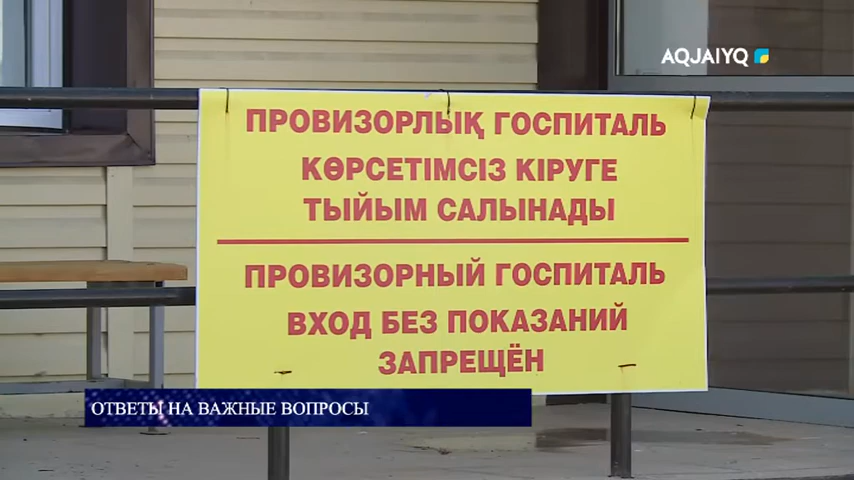 AQJAIYQ
ПРОВИЗОРЛЫҚ ГОСПИТАЛЬ
КӨРСЕТІМСІЗ КІРУГЕ
ТЫЙЫМ САЛЫНАДЫ
ПРОВИЗОРНЫЙ ГОСПИТАЛЬ
ВХОД БЕЗ ПОКАЗАНИЙ
ЗАПРЕЩЁН
ОТВЕТЫ НА ВАЖНЫЕ ВОПРОСЫ